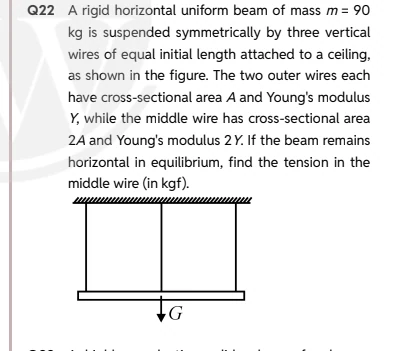 Q22 A rigid horizontal uniform beam of mass m = 90
kg is suspended symmetrically by three vertical
wires of equal initial length attached to a ceiling,
as shown in the figure. The two outer wires each
have cross-sectional area A and Young's modulus
Y, while the middle wire has cross-sectional area
2A and Young's modulus 2Y. If the beam remains
horizontal in equilibrium, find the tension in the
middle wire (in kgf).
G